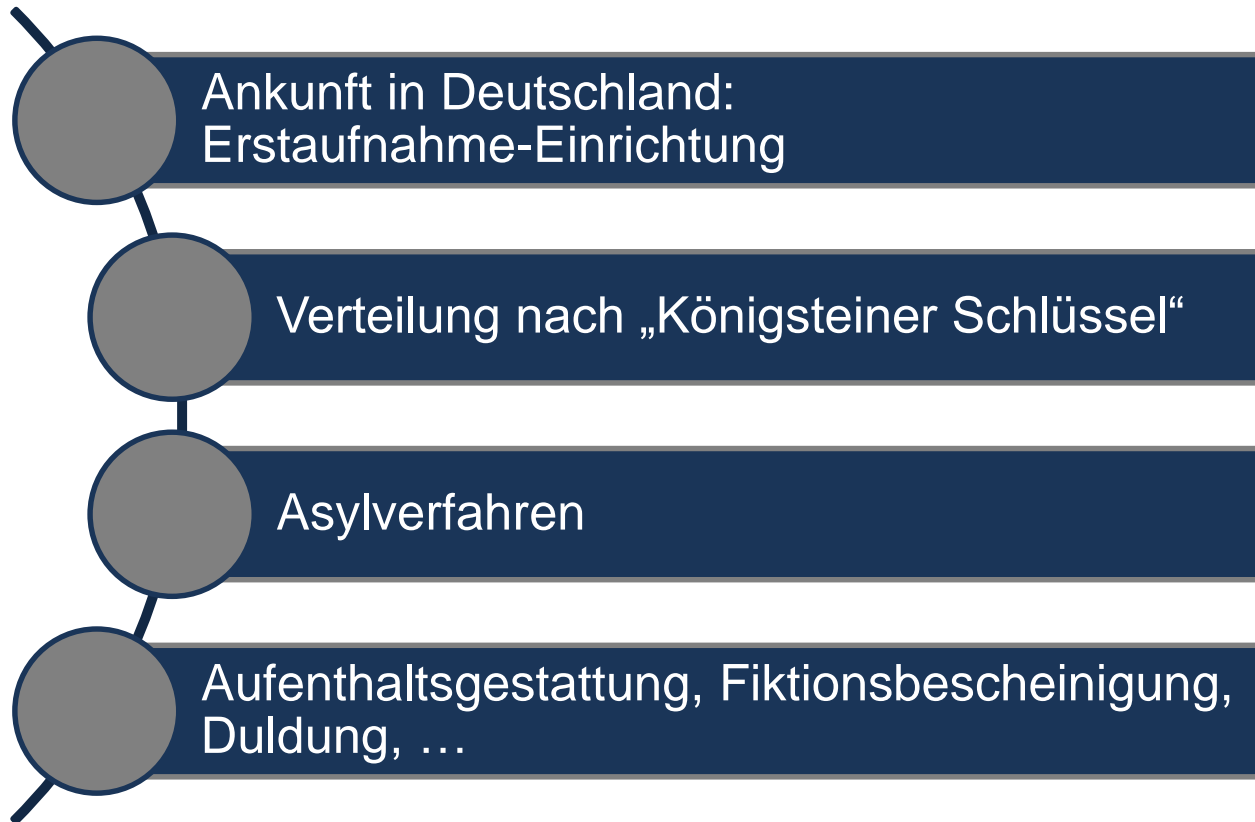 Ankunft in Deutschland:
Erstaufnahme-Einrichtung
Verteilung nach „Königsteiner Schlüssel“
Asylverfahren
Aufenthaltsgestattung, Fiktionsbescheinigung,
Duldung, …